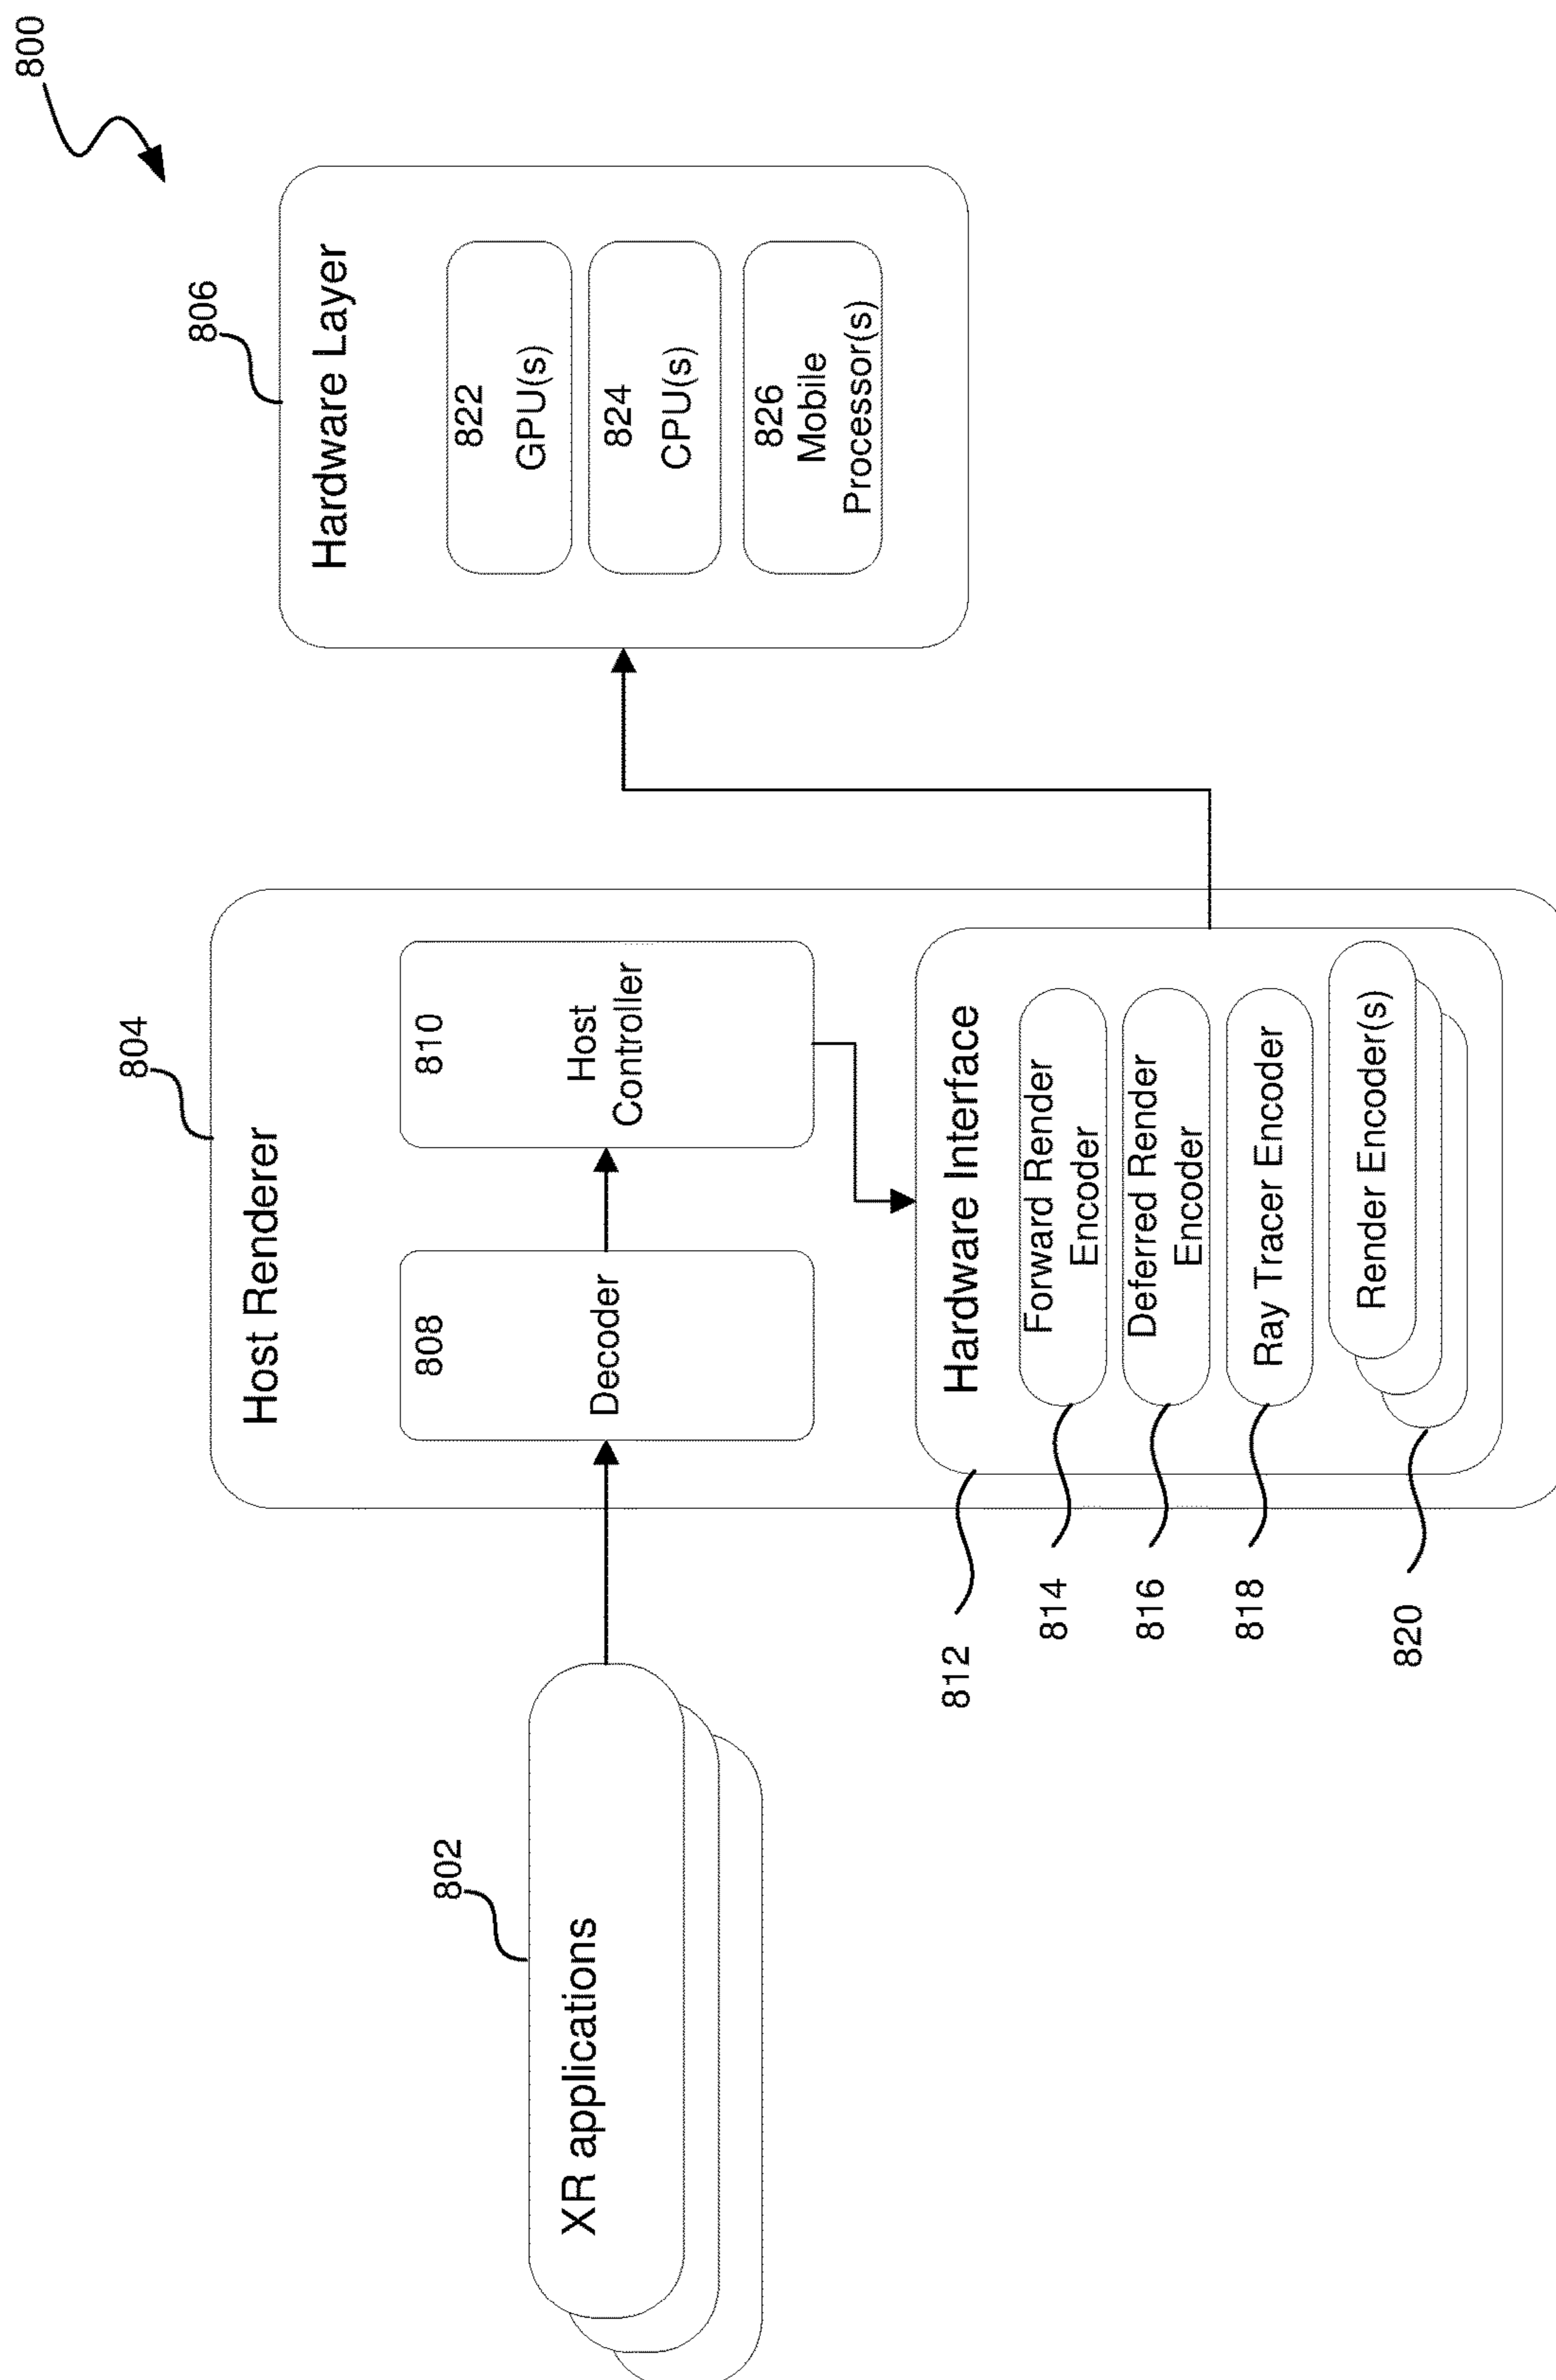 800
802
XR applications
804
Host Renderer
808
Decoder
810
Host
Controller
812
Hardware Interface
814
Forward Render
Encoder
816
Deferred Render
Encoder
818
Ray Tracer Encoder
820
Render Encoder(s)
806
Hardware Layer
822
GPU(s)
824
CPU(s)
826
Mobile
Processor(s)